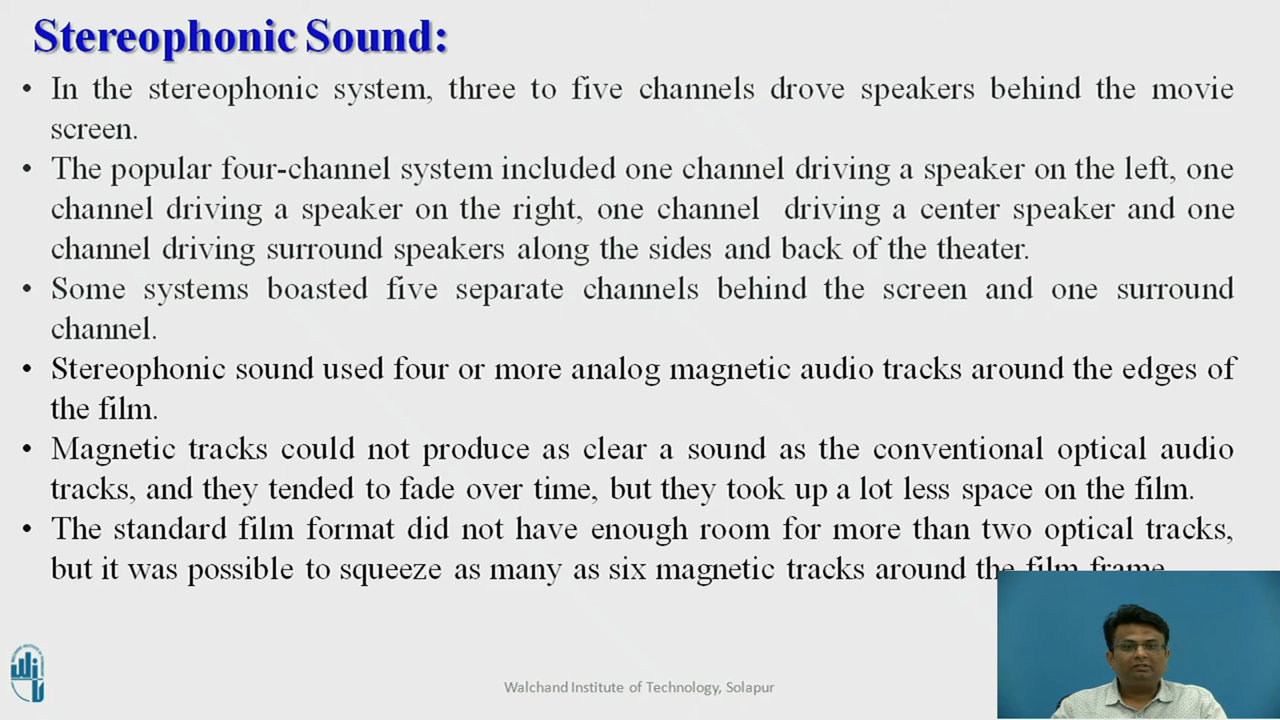 Stereophonic Sound:
• In the stereophonic system, three to five channels drove speakers behind the movie
screen.
• The popular four-channel system included one channel driving a speaker on the left, one
channel driving a speaker on the right, one channel driving a center speaker and one
channel driving surround speakers along the sides and back of the theater.
• Some systems boasted five separate channels behind the screen and one surround
channel.
• Stereophonic sound used four or more analog magnetic audio tracks around the edges of
the film.
• Magnetic tracks could not produce as clear a sound as the conventional optical audio
tracks, and they tended to fade over time, but they took up a lot less space on the film.
• The standard film format did not have enough room for more than two optical tracks,
but it was possible to squeeze as many as six magnetic tracks around the film frame
Walchand Institute of Technology, Solapur